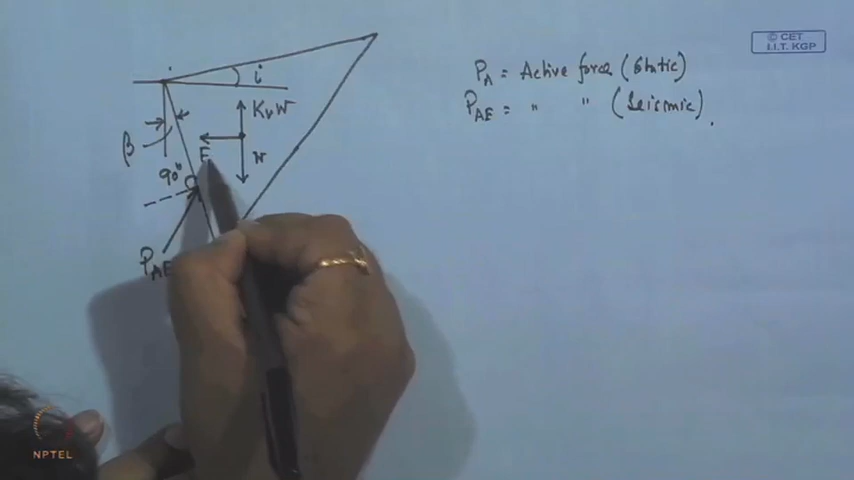 P_A = Active force (Static)
P_AE = " " (Seismic).
© CET
I.I.T. KGP
i
i
K_v W
β
F
W
90°
P_AE
NPTEL